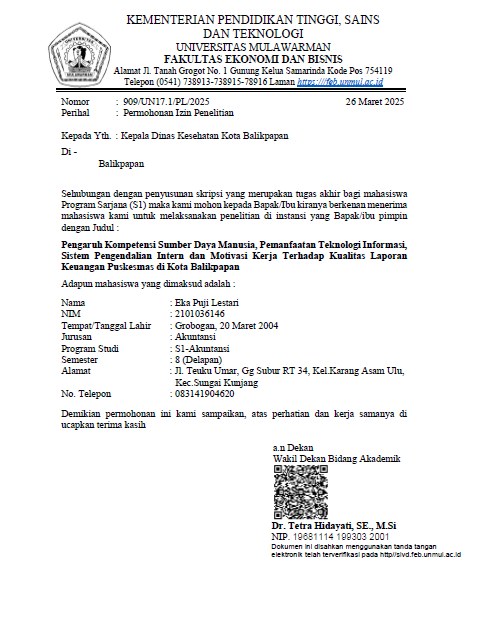 KEMENTERIAN PENDIDIKAN TINGGI, SAINS
DAN TEKNOLOGI
UNIVERSITAS MULAWARMAN
FAKULTAS EKONOMI DAN BISNIS
Alamat Jl. Tanah Grogot No. 1 Gunung Kelua Samarinda Kode Pos 754119
Telepon (0541) 738913-738915-78916 Laman https://feb.unmul.ac.id
Nomor : 909/UN17.1/PL/2025 26 Maret 2025
Perihal : Permohonan Izin Penelitian
Kepada Yth. : Kepala Dinas Kesehatan Kota Balikpapan
Di -
Balikpapan
Sehubungan dengan penyusunan skripsi yang merupakan tugas akhir bagi mahasiswa
Program Sarjana (S1) maka kami mohon kepada Bapak/Ibu kiranya berkenan menerima
mahasiswa kami untuk melaksanakan penelitian di instansi yang Bapak/ibu pimpin
dengan Judul :
Pengaruh Kompetensi Sumber Daya Manusia, Pemanfaatan Teknologi Informasi,
Sistem Pengendalian Intern dan Motivasi Kerja Terhadap Kualitas Laporan
Keuangan Puskesmas di Kota Balikpapan
Adapun mahasiswa yang dimaksud adalah :
Nama : Eka Puji Lestari
NIM : 2101036146
Tempat/Tanggal Lahir : Grobogan, 20 Maret 2004
Jurusan : Akuntansi
Program Studi : S1-Akuntansi
Semester : 8 (Delapan)
Alamat : Jl. Teuku Umar, Gg Subur RT 34, Kel.Karang Asam Ulu,
Kec.Sungai Kunjang
No. Telepon : 083141904620
Demikian permohonan ini kami sampaikan, atas perhatian dan kerja samanya di
ucapkan terima kasih
a.n Dekan
Wakil Dekan Bidang Akademik
Dr. Tetra Hidayati, SE., M.Si
NIP. 19681114 199303 2001
Dokumen ini disahkan menggunakan tanda tangan
elektronik telah terverifikasi pada http//sivd.feb.unmul.ac.id